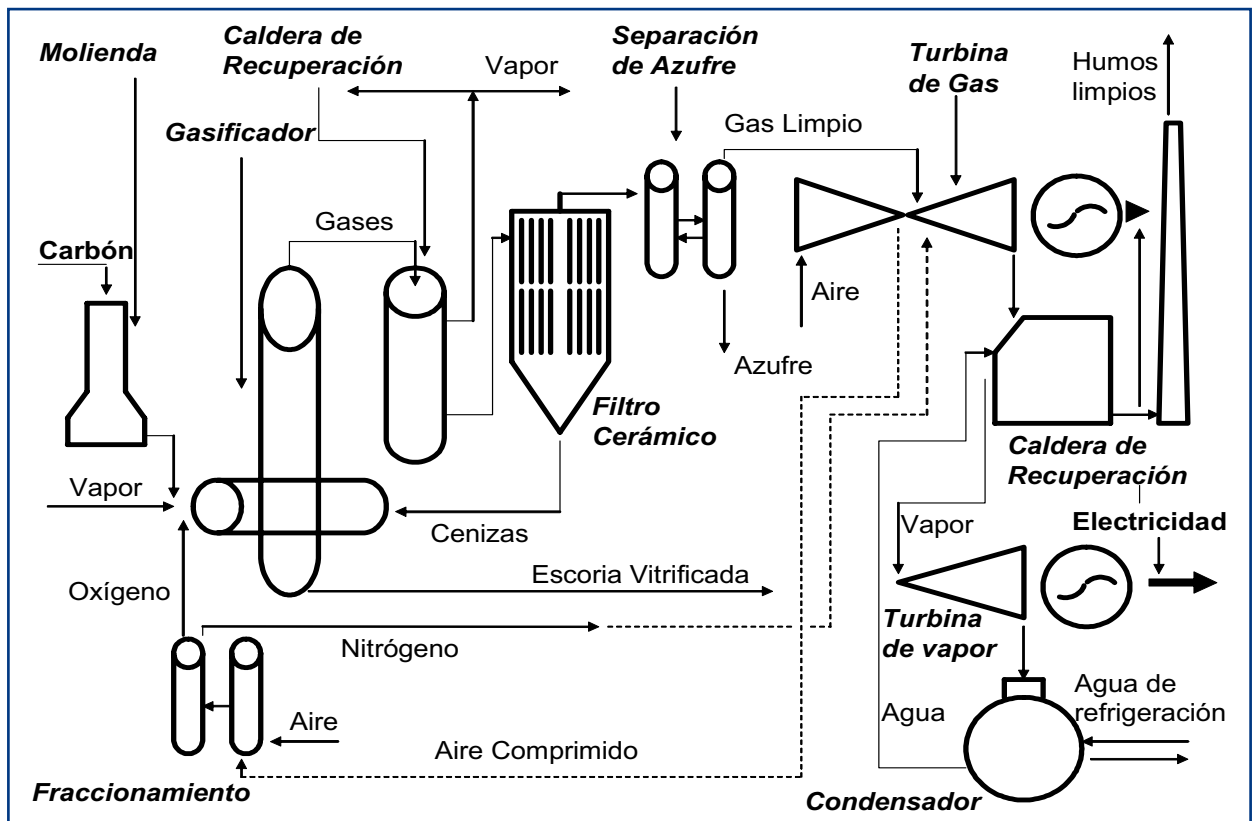 Molienda
Caldera de
Recuperación
Vapor
Separación
de Azufre
Turbina
de Gas
Humos
limpios
Gasificador
Gas Limpio
Gases
Carbón
Aire
Azufre
Filtro
Cerámico
Caldera de
Recuperación
Vapor
Cenizas
Vapor
Electricidad
Oxígeno
Escoria Vitrificada
Nitrógeno
Turbina
de vapor
Aire
Aire Comprimido
Agua
Agua de
refrigeración
Fraccionamiento
Condensador